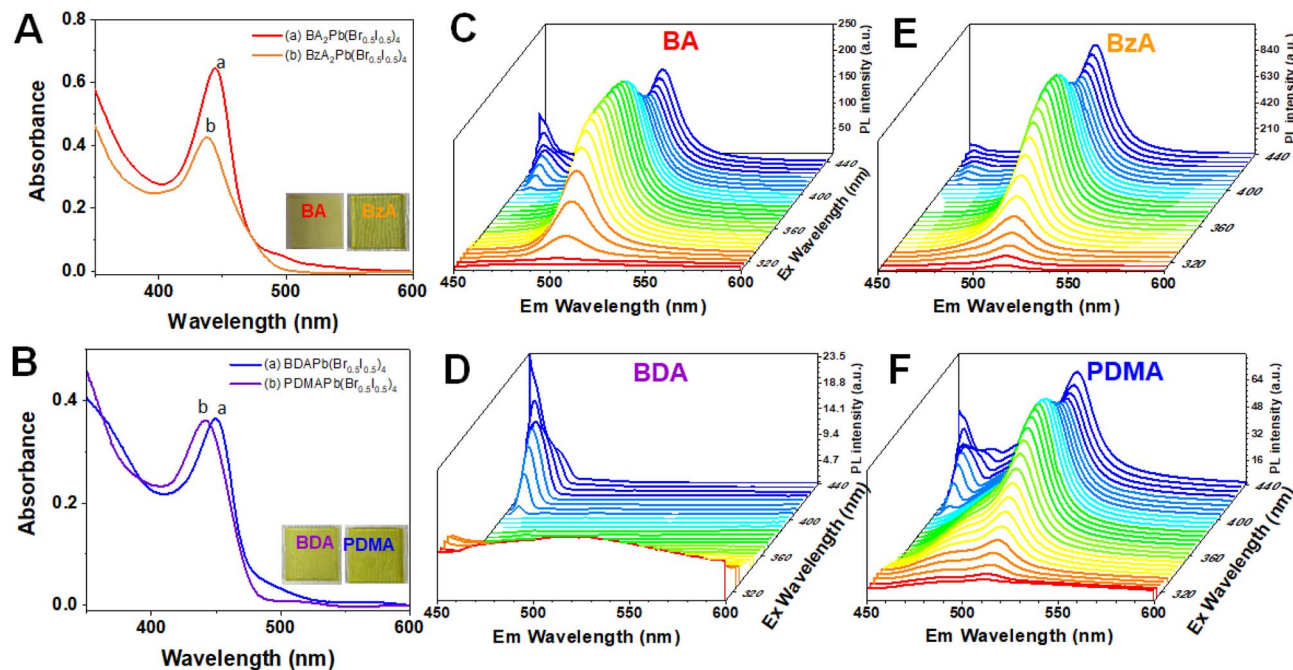 A
0.8
0.6
0.4
0.2
0.0
Absorbance
(a) BA₂Pb(Br₀.₅I₀.₅)₄
(b) BzA₂Pb(Br₀.₅I₀.₅)₄
a
b
BA
BzA
400
500
600
Wavelength (nm)
C
BA
250
200
150
100
50
PL intensity (a.u.)
440
400
360
320
Ex Wavelength (nm)
450
500
550
600
Em Wavelength (nm)
E
BzA
840
630
420
210
PL intensity (a.u.)
440
400
360
320
450
500
550
600
Em Wavelength (nm)
B
0.4
0.2
0.0
Absorbance
(a) BDAPb(Br₀.₅I₀.₅)₄
(b) PDMAPb(Br₀.₅I₀.₅)₄
b
a
BDA
PDMA
400
500
600
Wavelength (nm)
D
BDA
23.5
18.8
14.1
9.4
4.7
PL intensity (a.u.)
440
400
360
320
Ex Wavelength (nm)
450
500
550
600
Em Wavelength (nm)
F
PDMA
64
48
32
16
PL intensity (a.u.)
440
400
360
320
Ex Wavelength (nm)
450
500
550
600
Em Wavelength (nm)